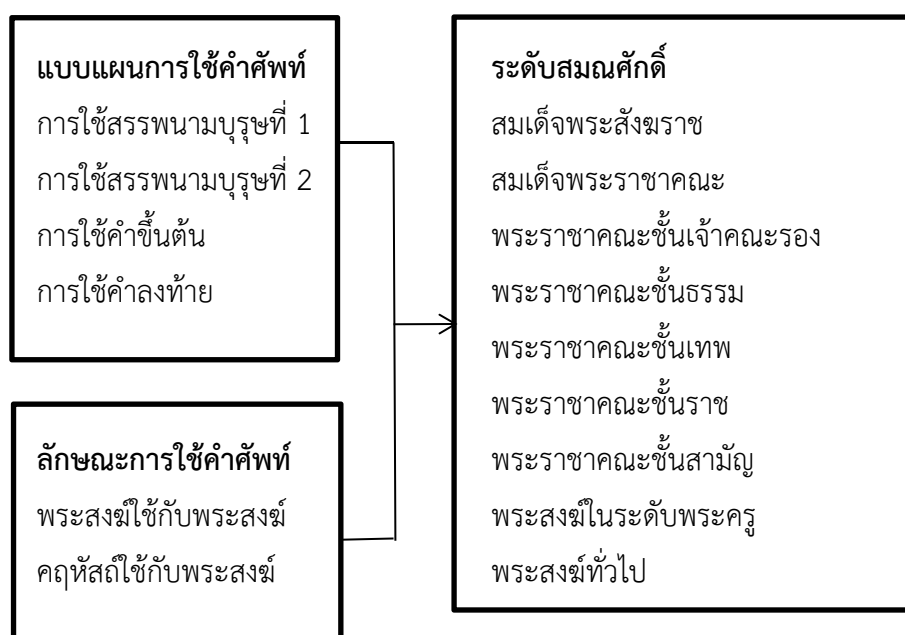 แบบแผนการใช้คำศัพท์
การใช้สรรพนามบุรุษที่ 1
การใช้สรรพนามบุรุษที่ 2
การใช้คำขึ้นต้น
การใช้คำลงท้าย
ลักษณะการใช้คำศัพท์
พระสงฆ์ใช้กับพระสงฆ์
คฤหัสถ์ใช้กับพระสงฆ์
ระดับสมณศักดิ์
สมเด็จพระสังฆราช
สมเด็จพระราชาคณะ
พระราชาคณะชั้นเจ้าคณะรอง
พระราชาคณะชั้นธรรม
พระราชาคณะชั้นเทพ
พระราชาคณะชั้นราช
พระราชาคณะชั้นสามัญ
พระสงฆ์ในระดับพระครู
พระสงฆ์ทั่วไป